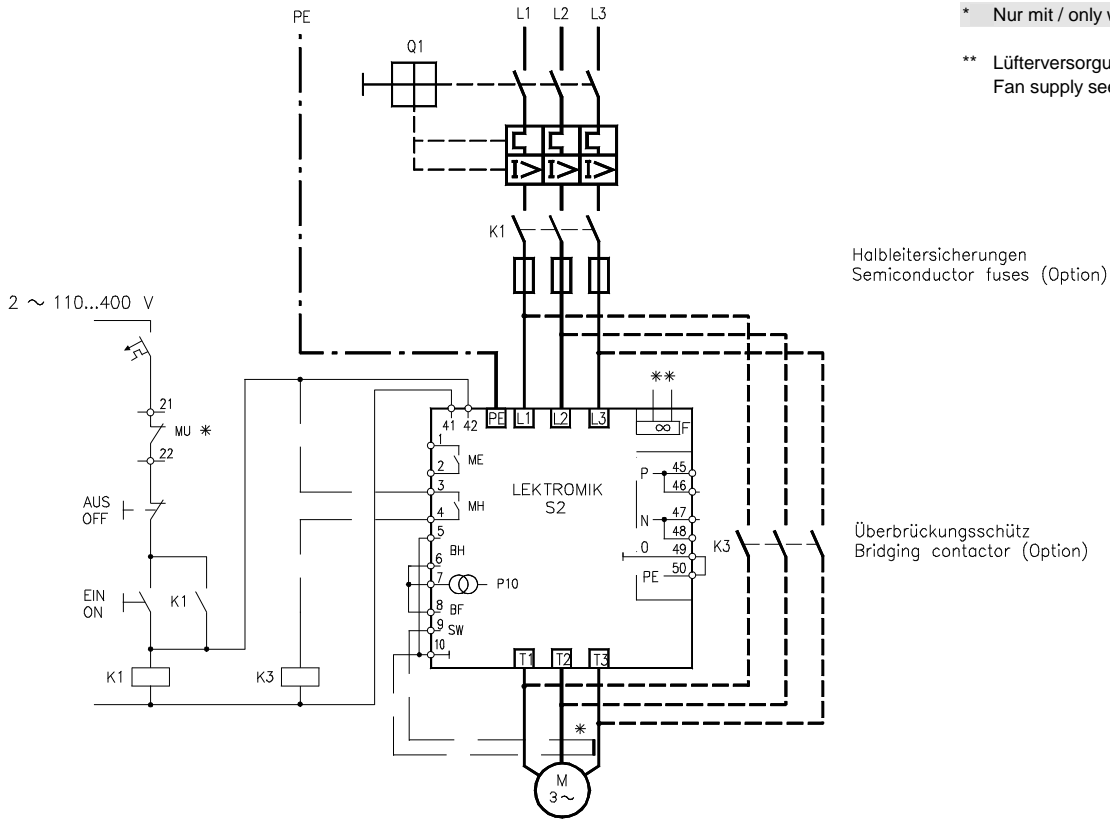 PE
L1 L2 L3
* Nur mit / only
** Lüfterversorgu
Fan supply see
Q1
I> I> I>
K1
Halbleitersicherungen
Semiconductor fuses (Option)
2 ~ 110...400 V
**
21
MU *
22
AUS
OFF
EIN
ON
K1
K1
K3
41 42
PE L1 L2 L3
∞ F
1
2 ME
3
4 MH
5
BH
6
7 P10
8 BF
9 SW
10
LEKTROMIK
S2
P 45
46
N 47
48
0 49
PE 50
K3
Überbrückungsschütz
Bridging contactor (Option)
T1 T2 T3
*
M
3~